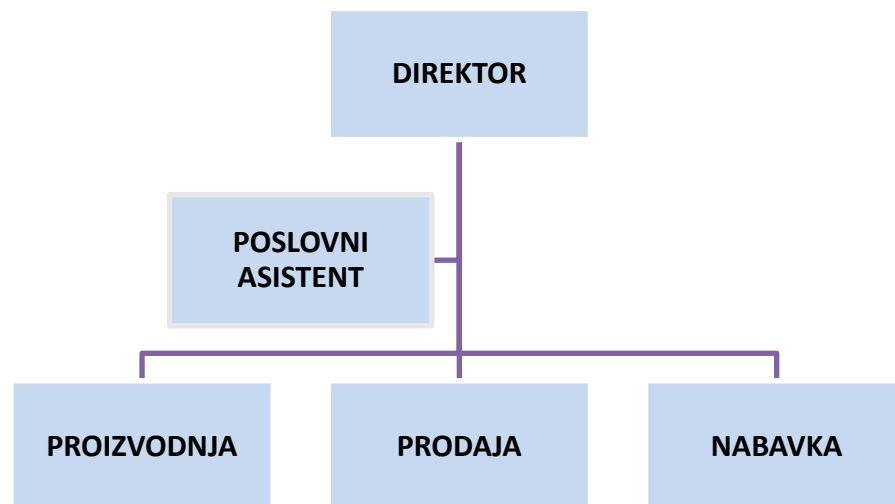 DIREKTOR
POSLOVNI
ASISTENT
PROIZVODNJA
PRODAJA
NABAVKA